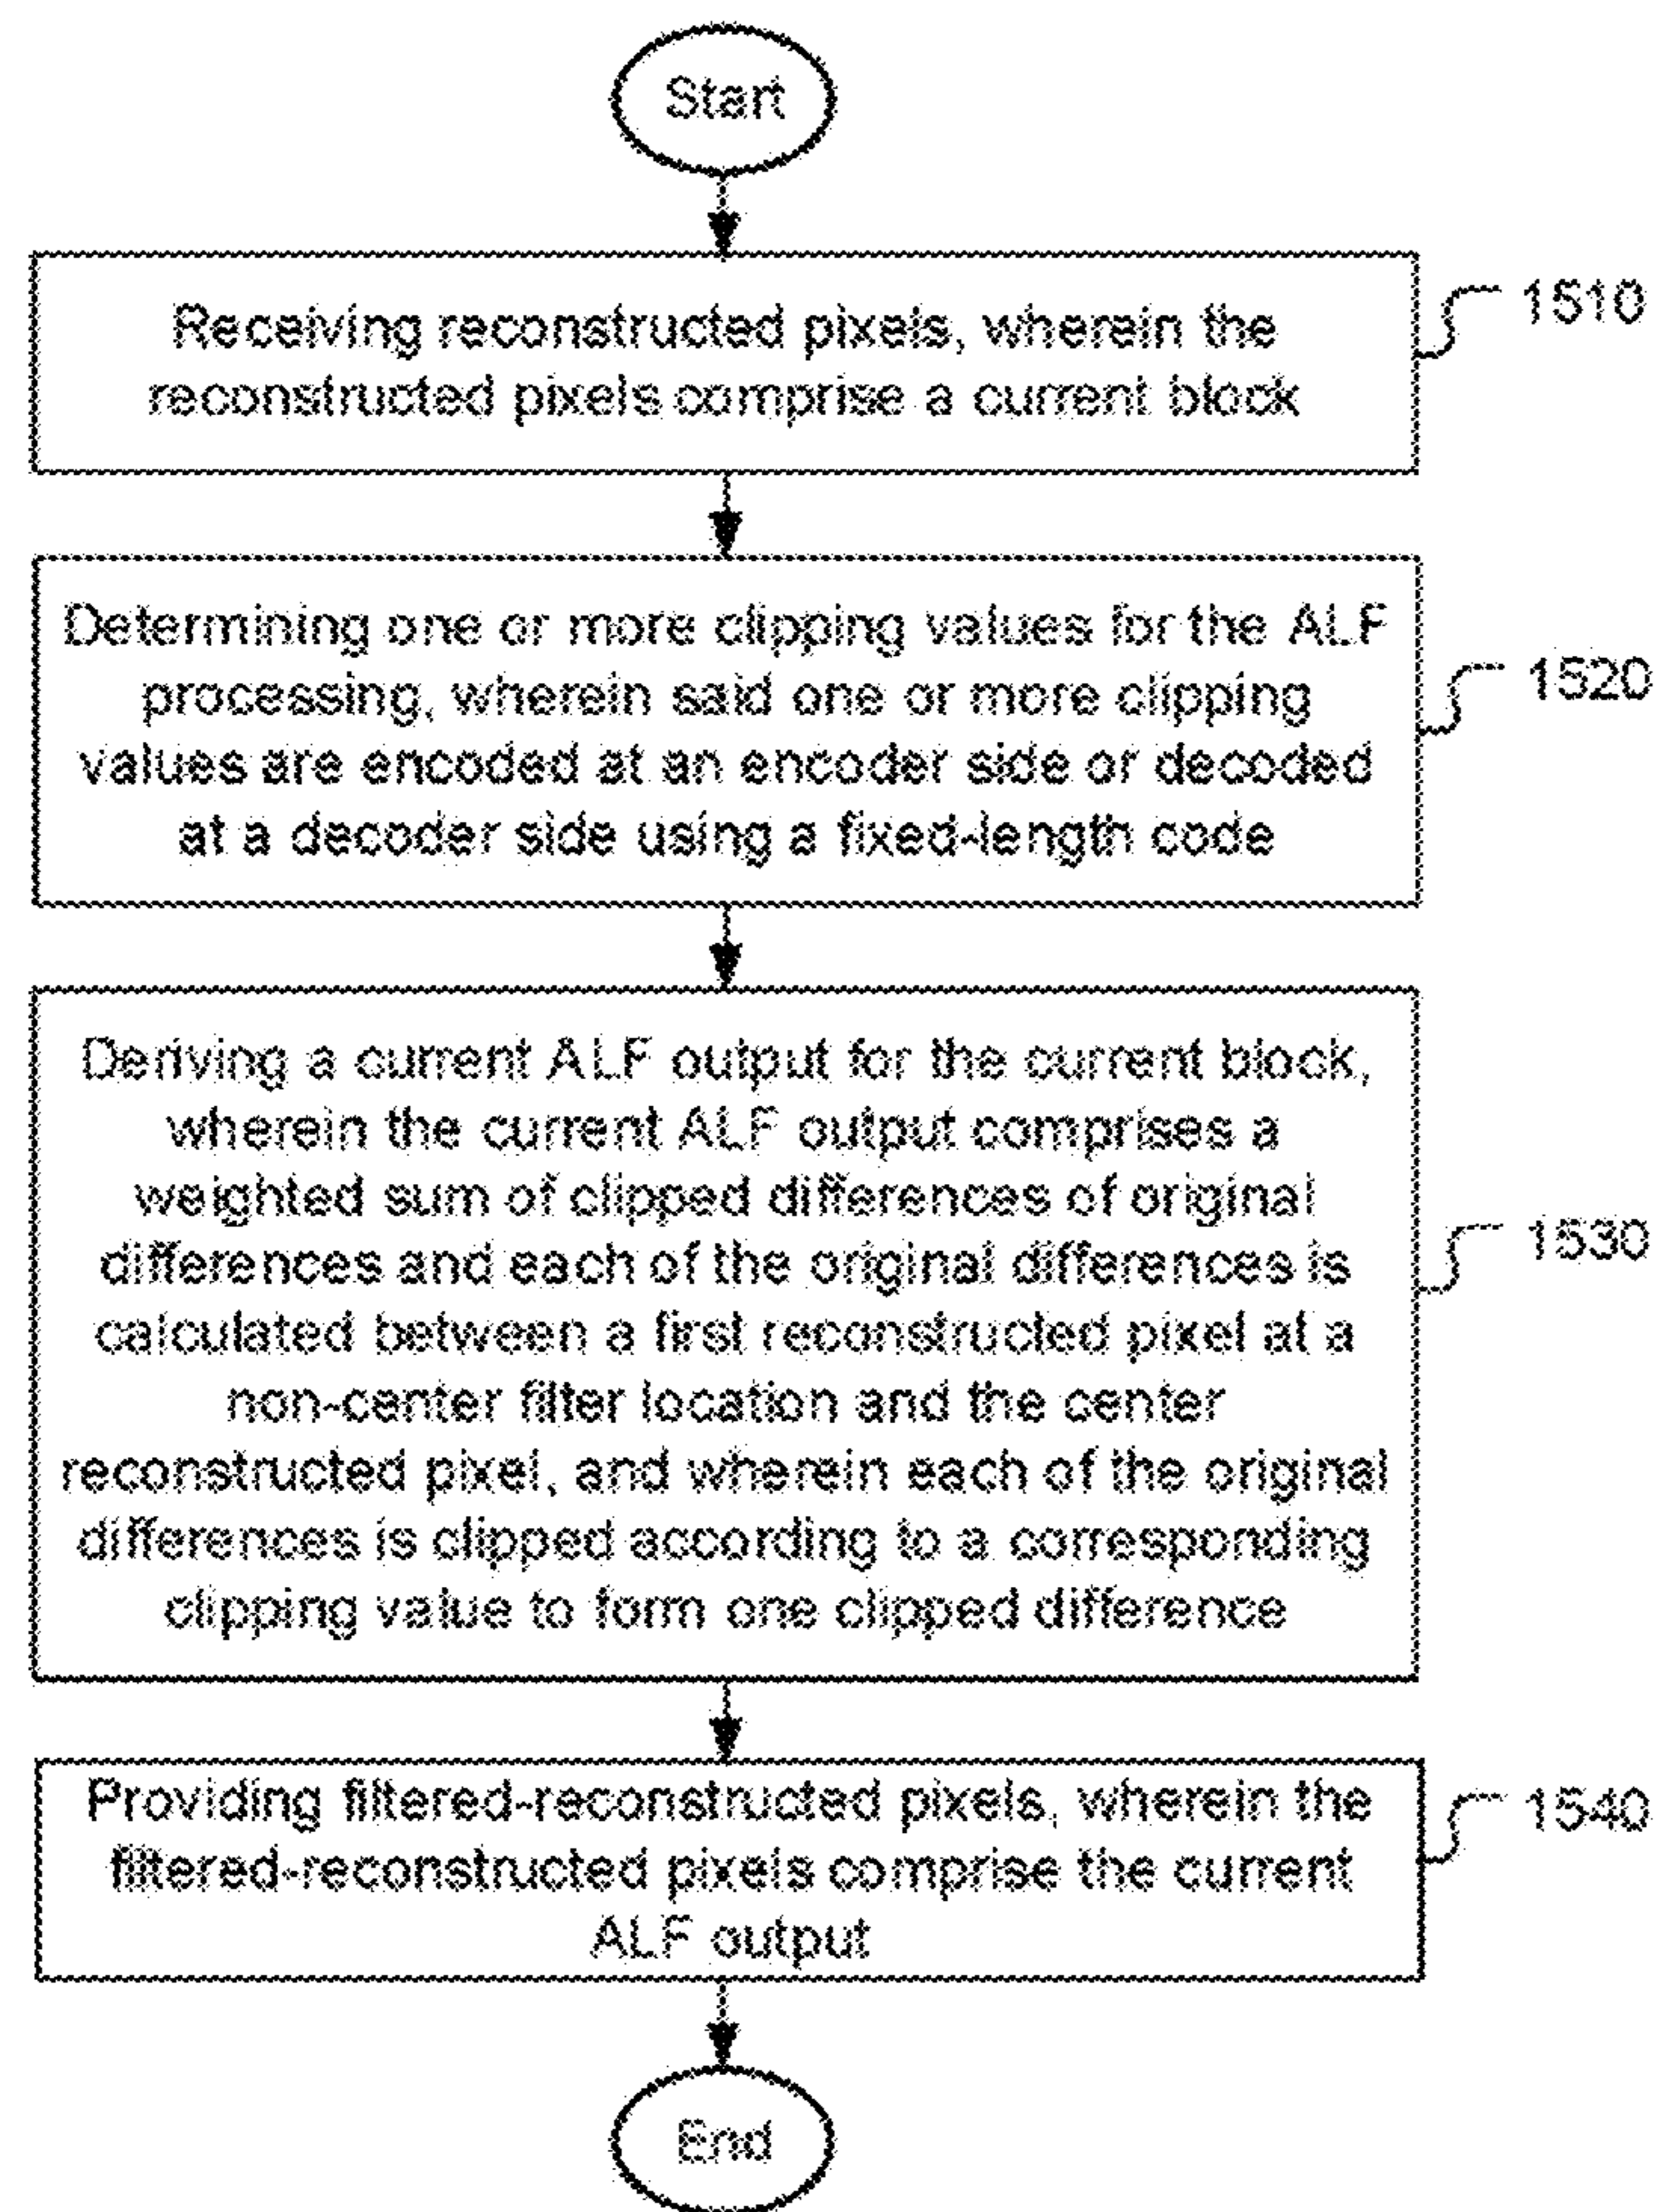 Start
Receiving reconstructed pixels, wherein the
reconstructed pixels comprise a current block
1510
Determining one or more clipping values for the ALF
processing, wherein said one or more clipping
values are encoded at an encoder side or decoded
at a decoder side using a fixed-length code
1520
Deriving a current ALF output for the current block,
wherein the current ALF output comprises a
weighted sum of clipped differences of original
differences and each of the original differences is
calculated between a first reconstructed pixel at a
non-center filter location and the center
reconstructed pixel, and wherein each of the original
differences is clipped according to a corresponding
clipping value to form one clipped difference
1530
Providing filtered-reconstructed pixels, wherein the
filtered-reconstructed pixels comprise the current
ALF output
1540
End